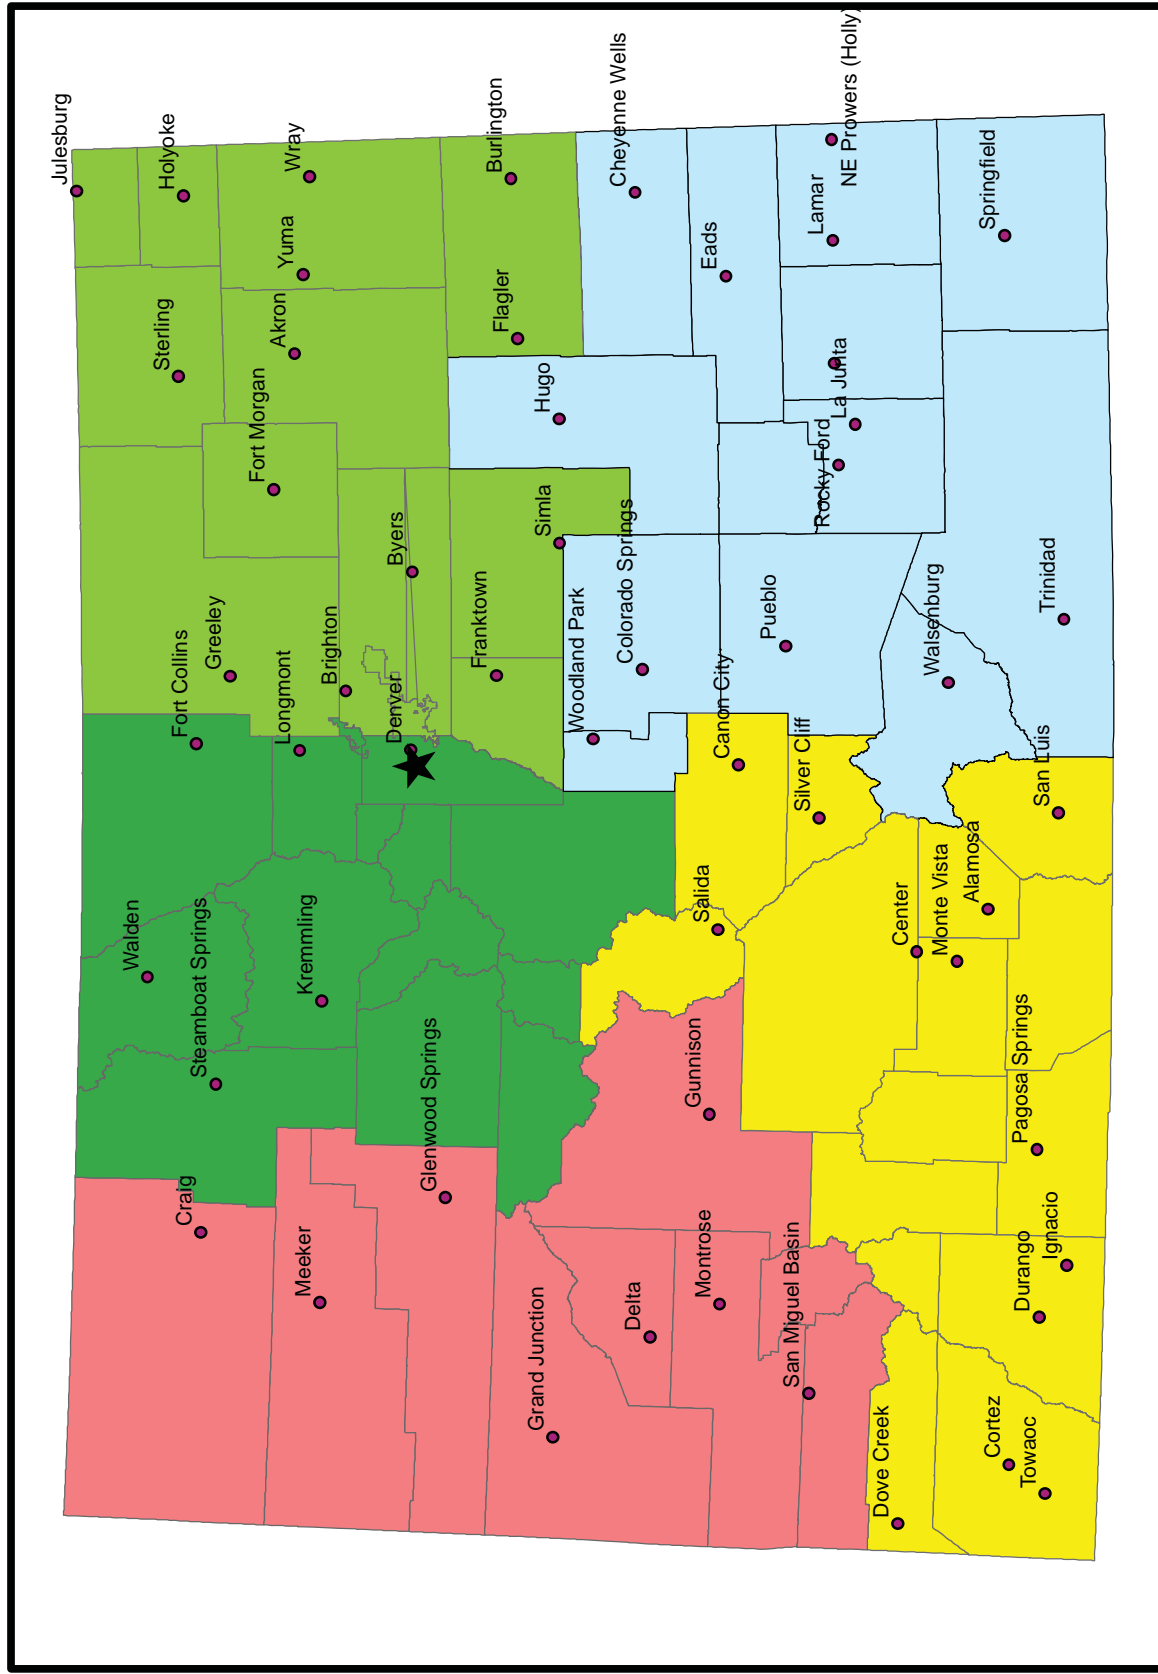 Julesburg
Holyoke
Wray
Yuma
Sterling
Akron
Fort Morgan
Burlington
Flagler
Cheyenne Wells
Eads
Lamar
NE Prowers (Holly)
Springfield
Hugo
La Junta
Rocky Ford
Simla
Byers
Fort Collins
Greeley
Longmont
Brighton
Denver
Franktown
Woodland Park
Colorado Springs
Pueblo
Walsenburg
Trinidad
Canon City
Silver Cliff
San Luis
Walden
Steamboat Springs
Kremmling
Glenwood Springs
Salida
Gunnison
Center
Monte Vista
Alamosa
Pagosa Springs
Craig
Meeker
Grand Junction
Delta
Montrose
San Miguel Basin
Dove Creek
Durango
Ignacio
Cortez
Towaoc